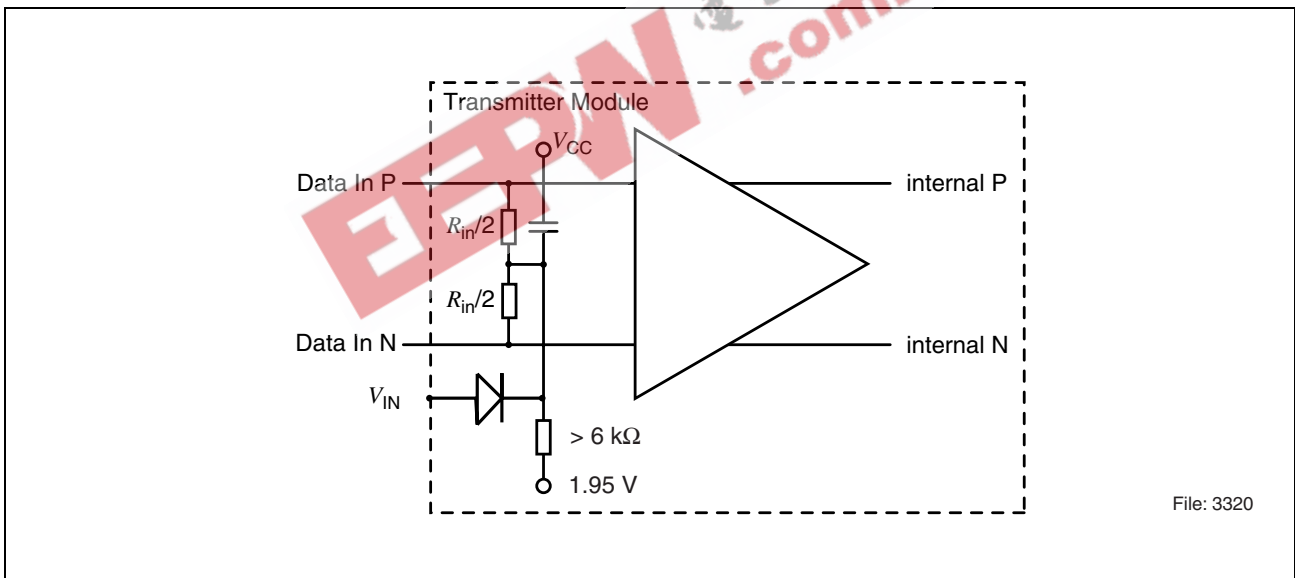 EEPW
.com
Transmitter Module
VCC
Data In P
internal P
Rin/2
Rin/2
Data In N
internal N
VIN
> 6 kΩ
1.95 V
File: 3320